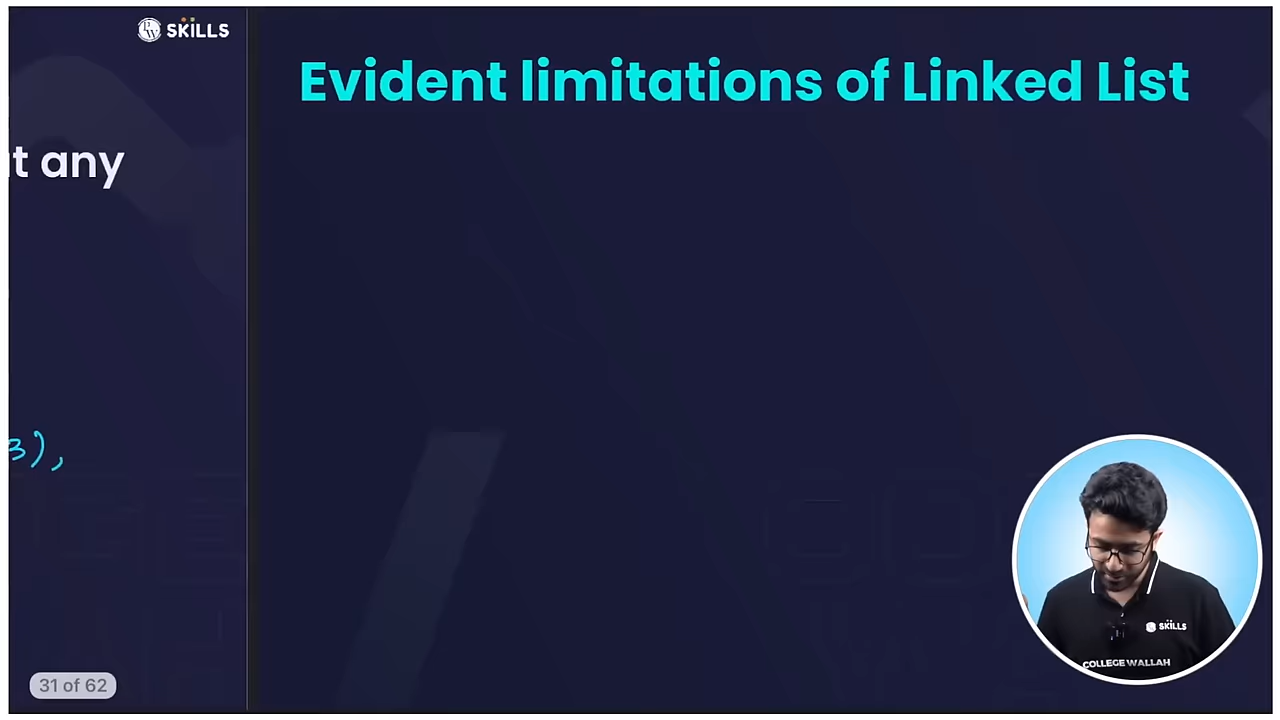 SKILLS
Evident limitations of Linked List
t any
3),
SKILLS
COLLEGE WALLAH
31 of 62